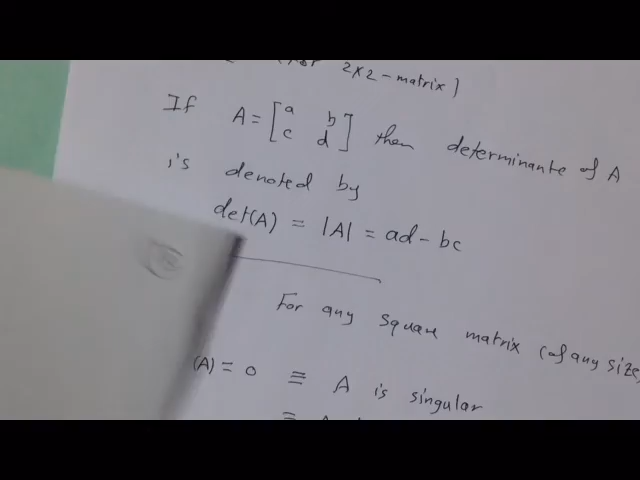 (for 2x2-matrix)
If A = [a b
c d] then determinante of A
is denoted by
det(A) = |A| = ad - bc
For any square matrix (of any size)
(A) = 0 ≡ A is singular
≡